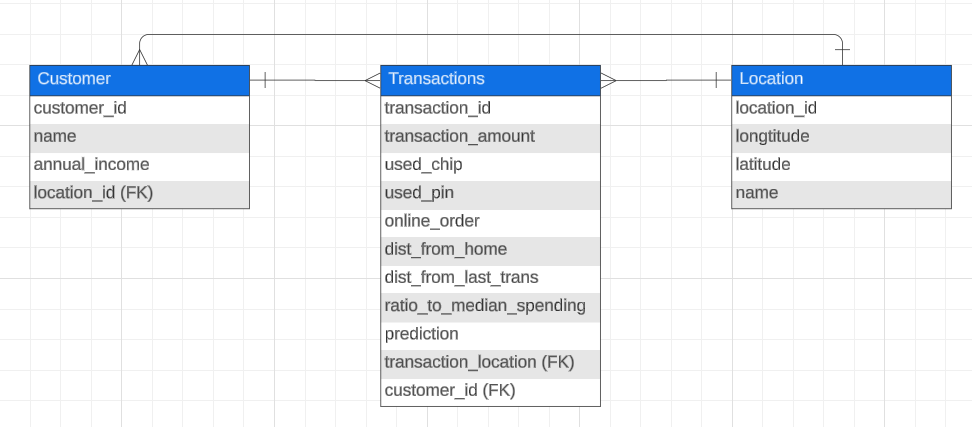 Customer
customer_id
name
annual_income
location_id (FK)
Transactions
transaction_id
transaction_amount
used_chip
used_pin
online_order
dist_from_home
dist_from_last_trans
ratio_to_median_spending
prediction
transaction_location (FK)
customer_id (FK)
Location
location_id
longtitude
latitude
name